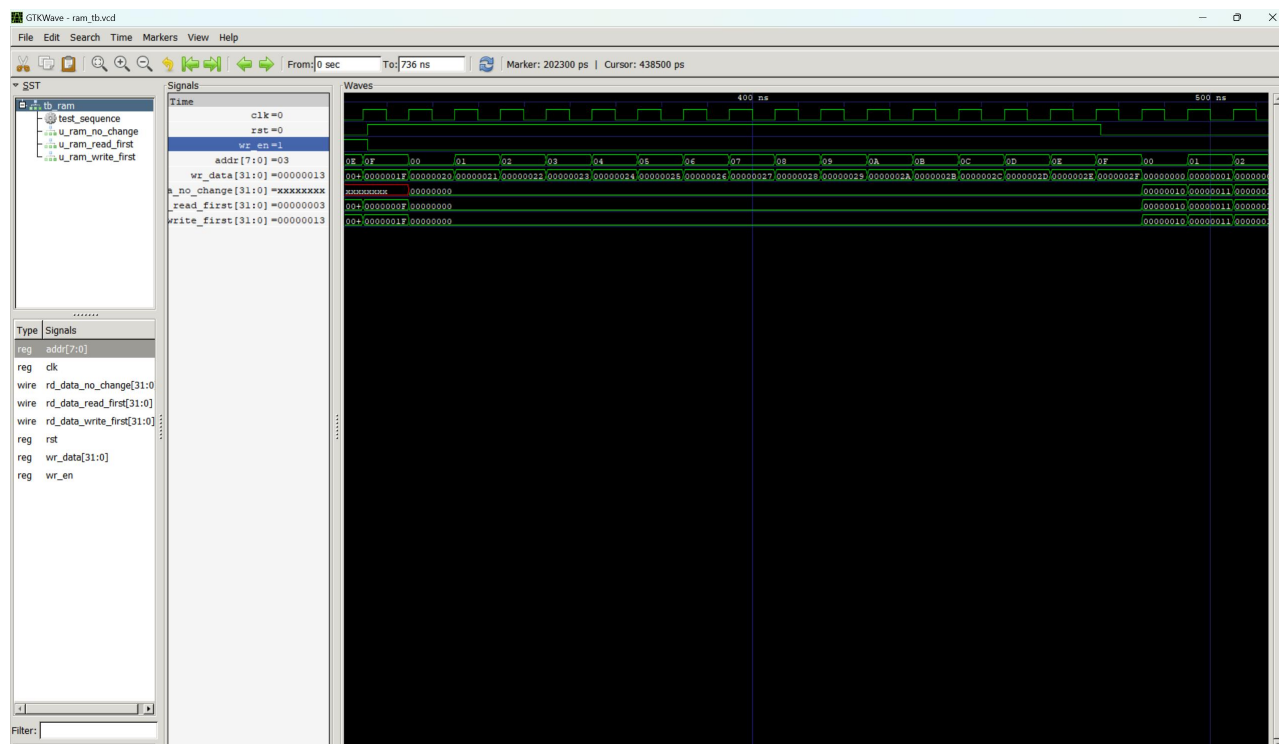 GTKWave - ram_tb.vcd
File Edit Search Time Markers View Help
From: 0 sec To: 736 ns Marker: 202300 ps | Cursor: 438500 ps
SST
tb_ram
test_sequence
u_ram_no_change
u_ram_read_first
u_ram_write_first
Type Signals
reg addr[7:0]
reg clk
wire rd_data_no_change[31:0
wire rd_data_read_first[31:0]
wire rd_data_write_first[31:0]
reg rst
reg wr_data[31:0]
reg wr_en
Filter:
Signals
Time
clk=0
rst=0
wr_en=1
addr[7:0]=03
wr_data[31:0]=00000013
a_no_change[31:0]=xxxxxxxx
_read_first[31:0]=00000003
write_first[31:0]=00000013
Waves
400 ns 500 ns
0E 0F 00 01 02 03 04 05 06 07 08 09 0A 0B 0C 0D 0E 0F 00 01 02
00+ 0000001F 00000020 00000021 00000022 00000023 00000024 00000025 00000026 00000027 00000028 00000029 0000002A 0000002B 0000002C 0000002D 0000002E 0000002F 00000000 00000001 000000
xxxxxxxx 00000000 00000010 00000011 000000
00+ 0000000F 00000000 00000010 00000011 000000
00+ 0000001F 00000000 00000010 00000011 000000